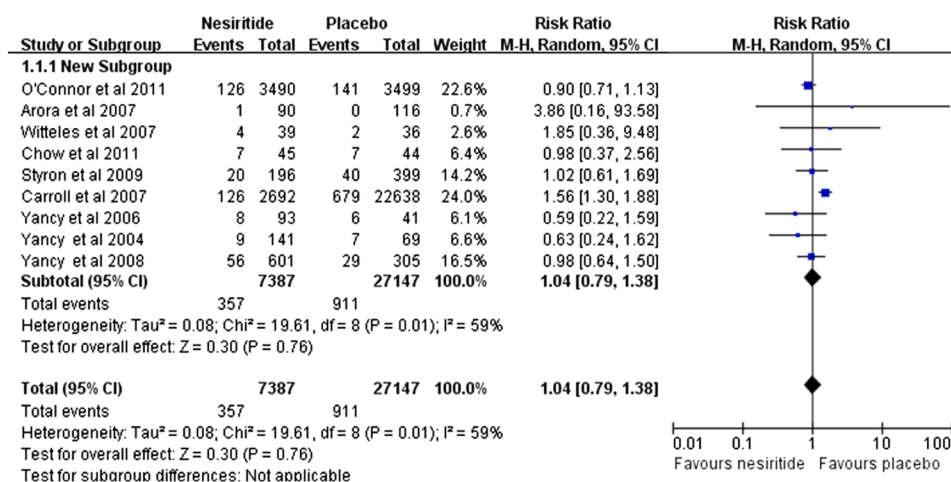 Nesiritide Placebo Risk Ratio Risk Ratio
Study or Subgroup Events Total Events Total Weight M-H, Random, 95% CI M-H, Random, 95% CI
1.1.1 New Subgroup
O'Connor et al 2011 126 3490 141 3499 22.6% 0.90 [0.71, 1.13]
Arora et al 2007 1 90 0 116 0.7% 3.86 [0.16, 93.58]
Witteles et al 2007 4 39 2 36 2.6% 1.85 [0.36, 9.48]
Chow et al 2011 7 45 7 44 6.4% 0.98 [0.37, 2.56]
Styron et al 2009 20 196 40 399 14.2% 1.02 [0.61, 1.69]
Carroll et al 2007 126 2692 679 22638 24.0% 1.56 [1.30, 1.88]
Yancy et al 2006 8 93 6 41 6.1% 0.59 [0.22, 1.59]
Yancy et al 2004 9 141 7 69 6.6% 0.63 [0.24, 1.62]
Yancy et al 2008 56 601 29 305 16.5% 0.98 [0.64, 1.50]
Subtotal (95% CI) 7387 27147 100.0% 1.04 [0.79, 1.38]
Total events 357 911
Heterogeneity: Tau² = 0.08; Chi² = 19.61, df = 8 (P = 0.01); I² = 59%
Test for overall effect: Z = 0.30 (P = 0.76)
Total (95% CI) 7387 27147 100.0% 1.04 [0.79, 1.38]
Total events 357 911
Heterogeneity: Tau² = 0.08; Chi² = 19.61, df = 8 (P = 0.01); I² = 59%
Test for overall effect: Z = 0.30 (P = 0.76)
Test for subgroup differences: Not applicable
0.01 0.1 1 10 100
Favours nesiritide Favours placebo